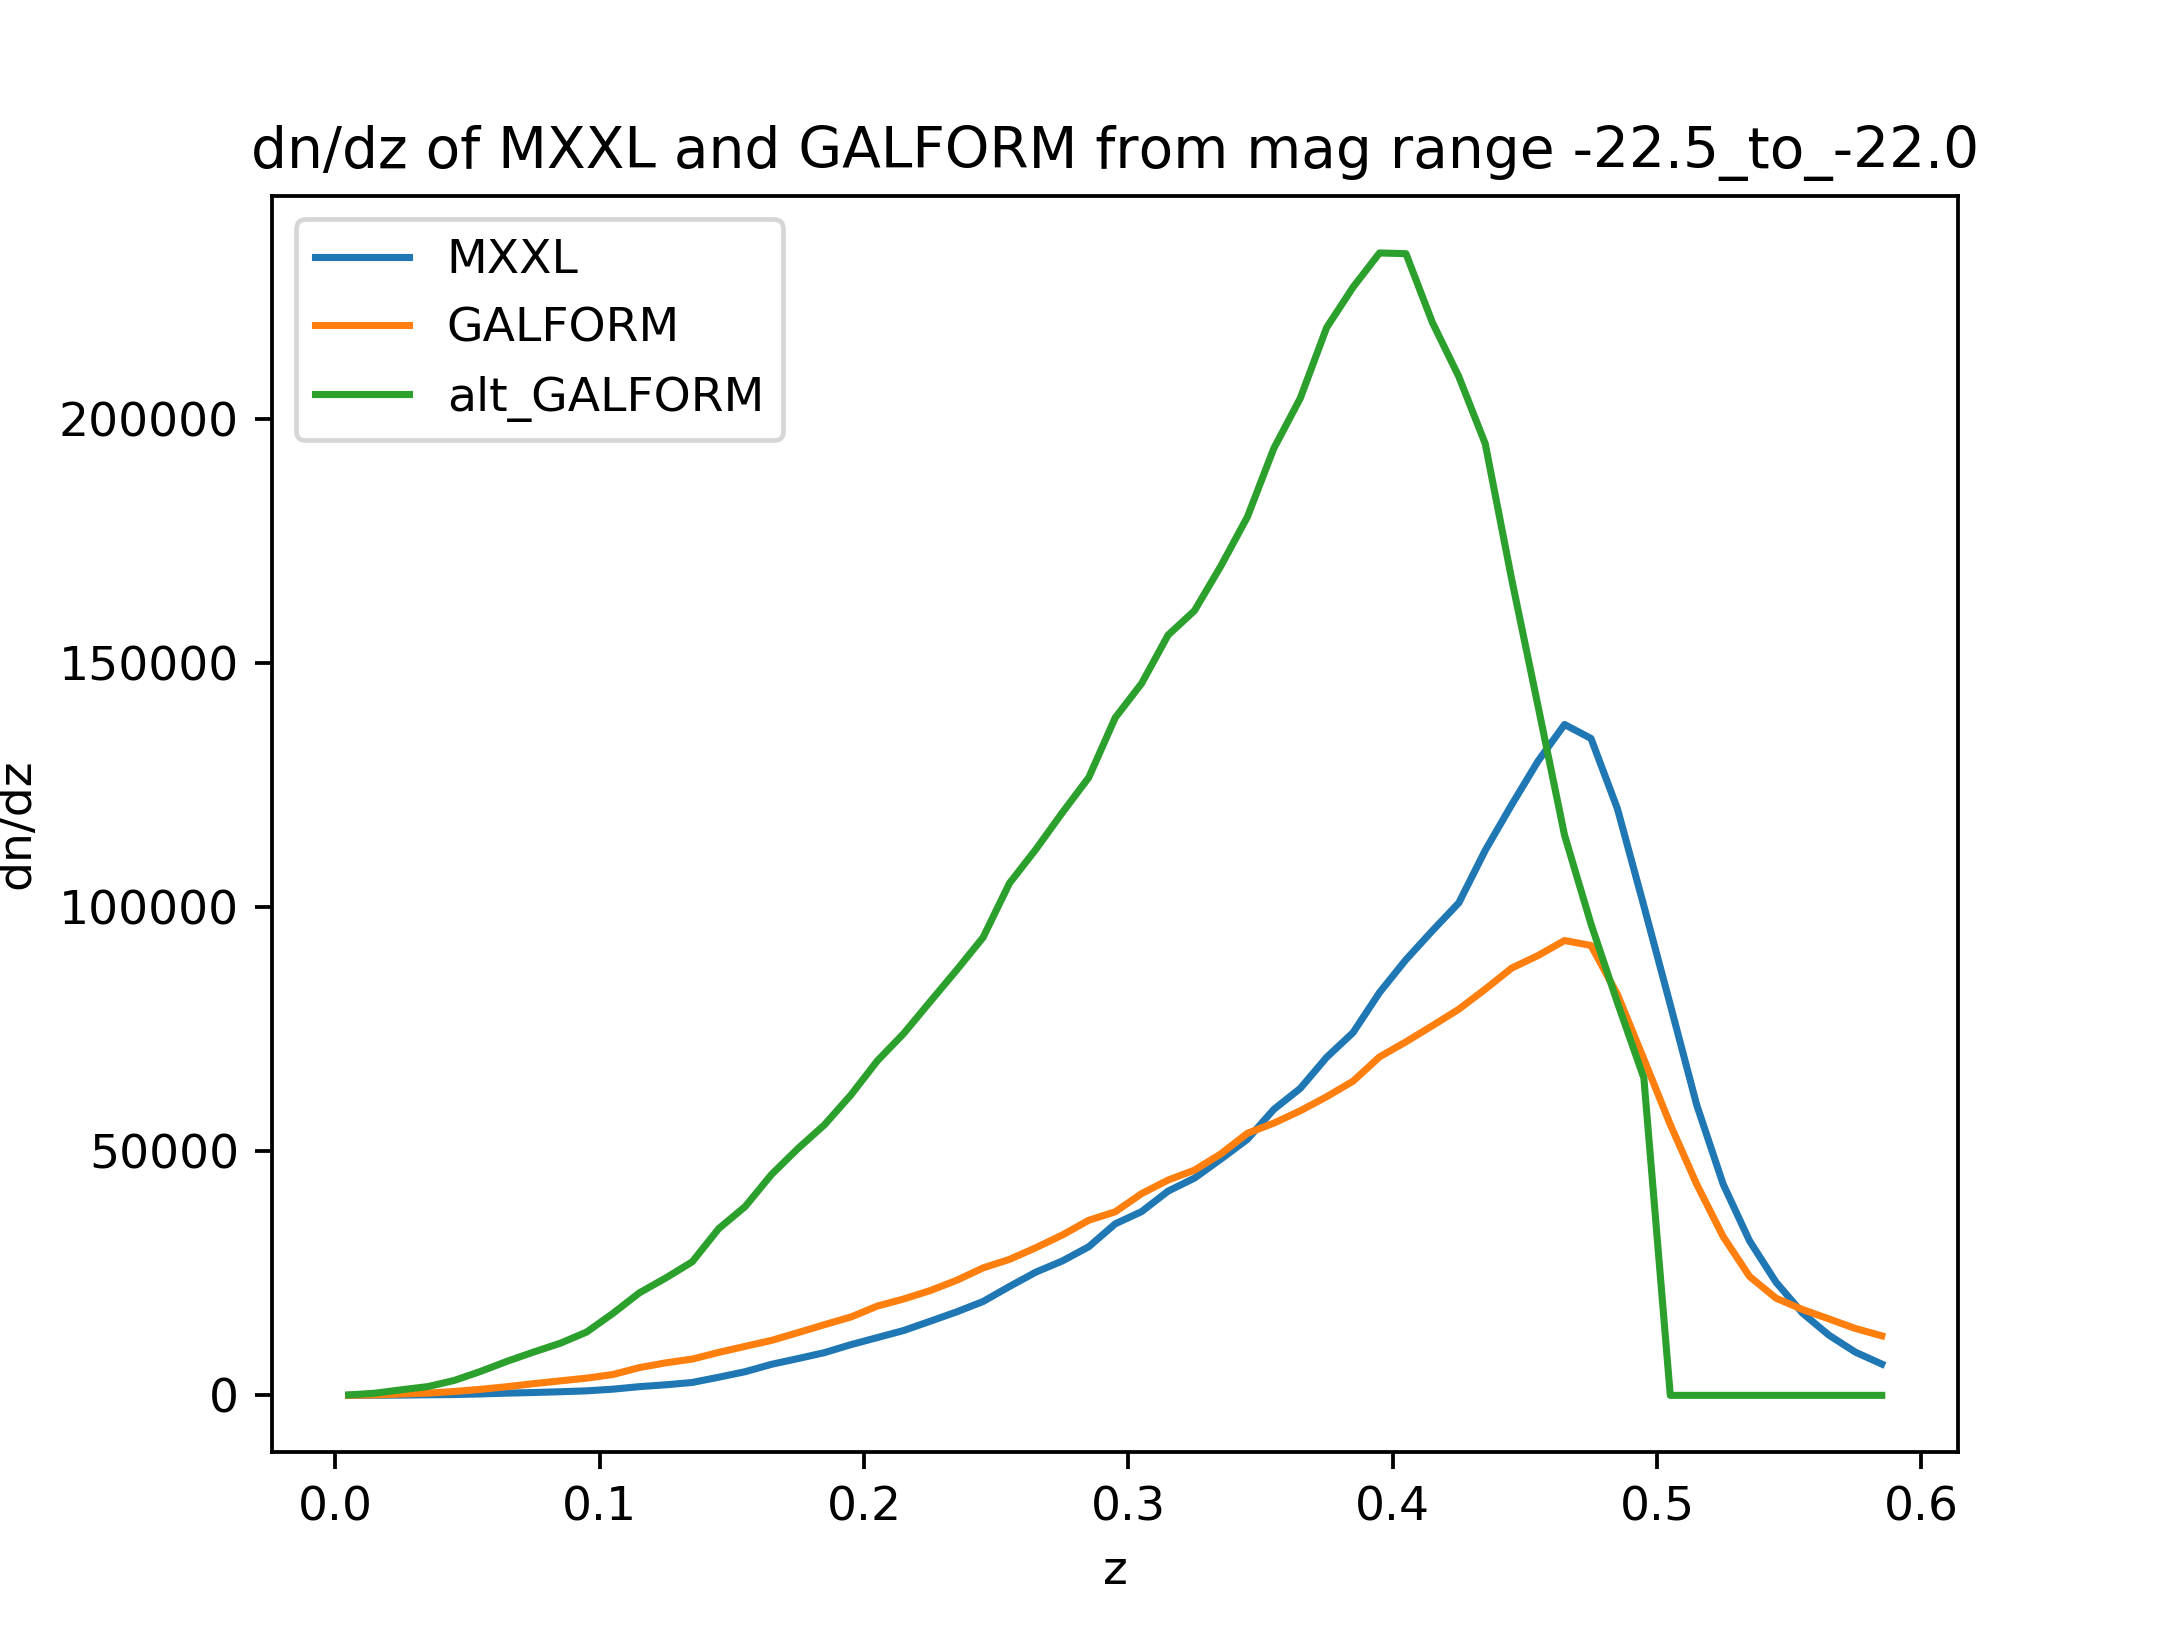 dn/dz of MXXL and GALFORM from mag range -22.5_to_-22.0
MXXL
GALFORM
alt_GALFORM
200000
150000
100000
50000
0
dn/dz
0.0 0.1 0.2 0.3 0.4 0.5 0.6
z